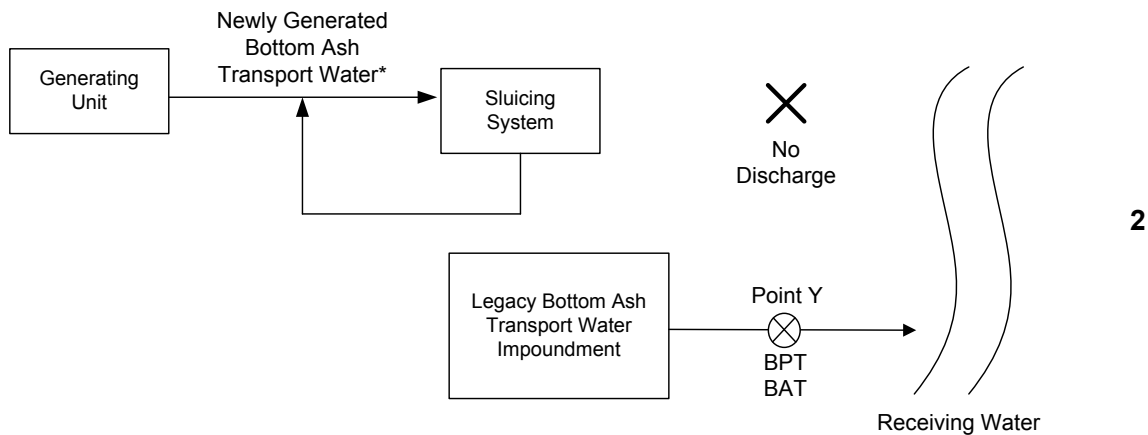 Newly Generated
Bottom Ash
Transport Water*
Generating
Unit
Sluicing
System
No
Discharge
2
Legacy Bottom Ash
Transport Water
Impoundment
Point Y
BPT
BAT
Receiving Water